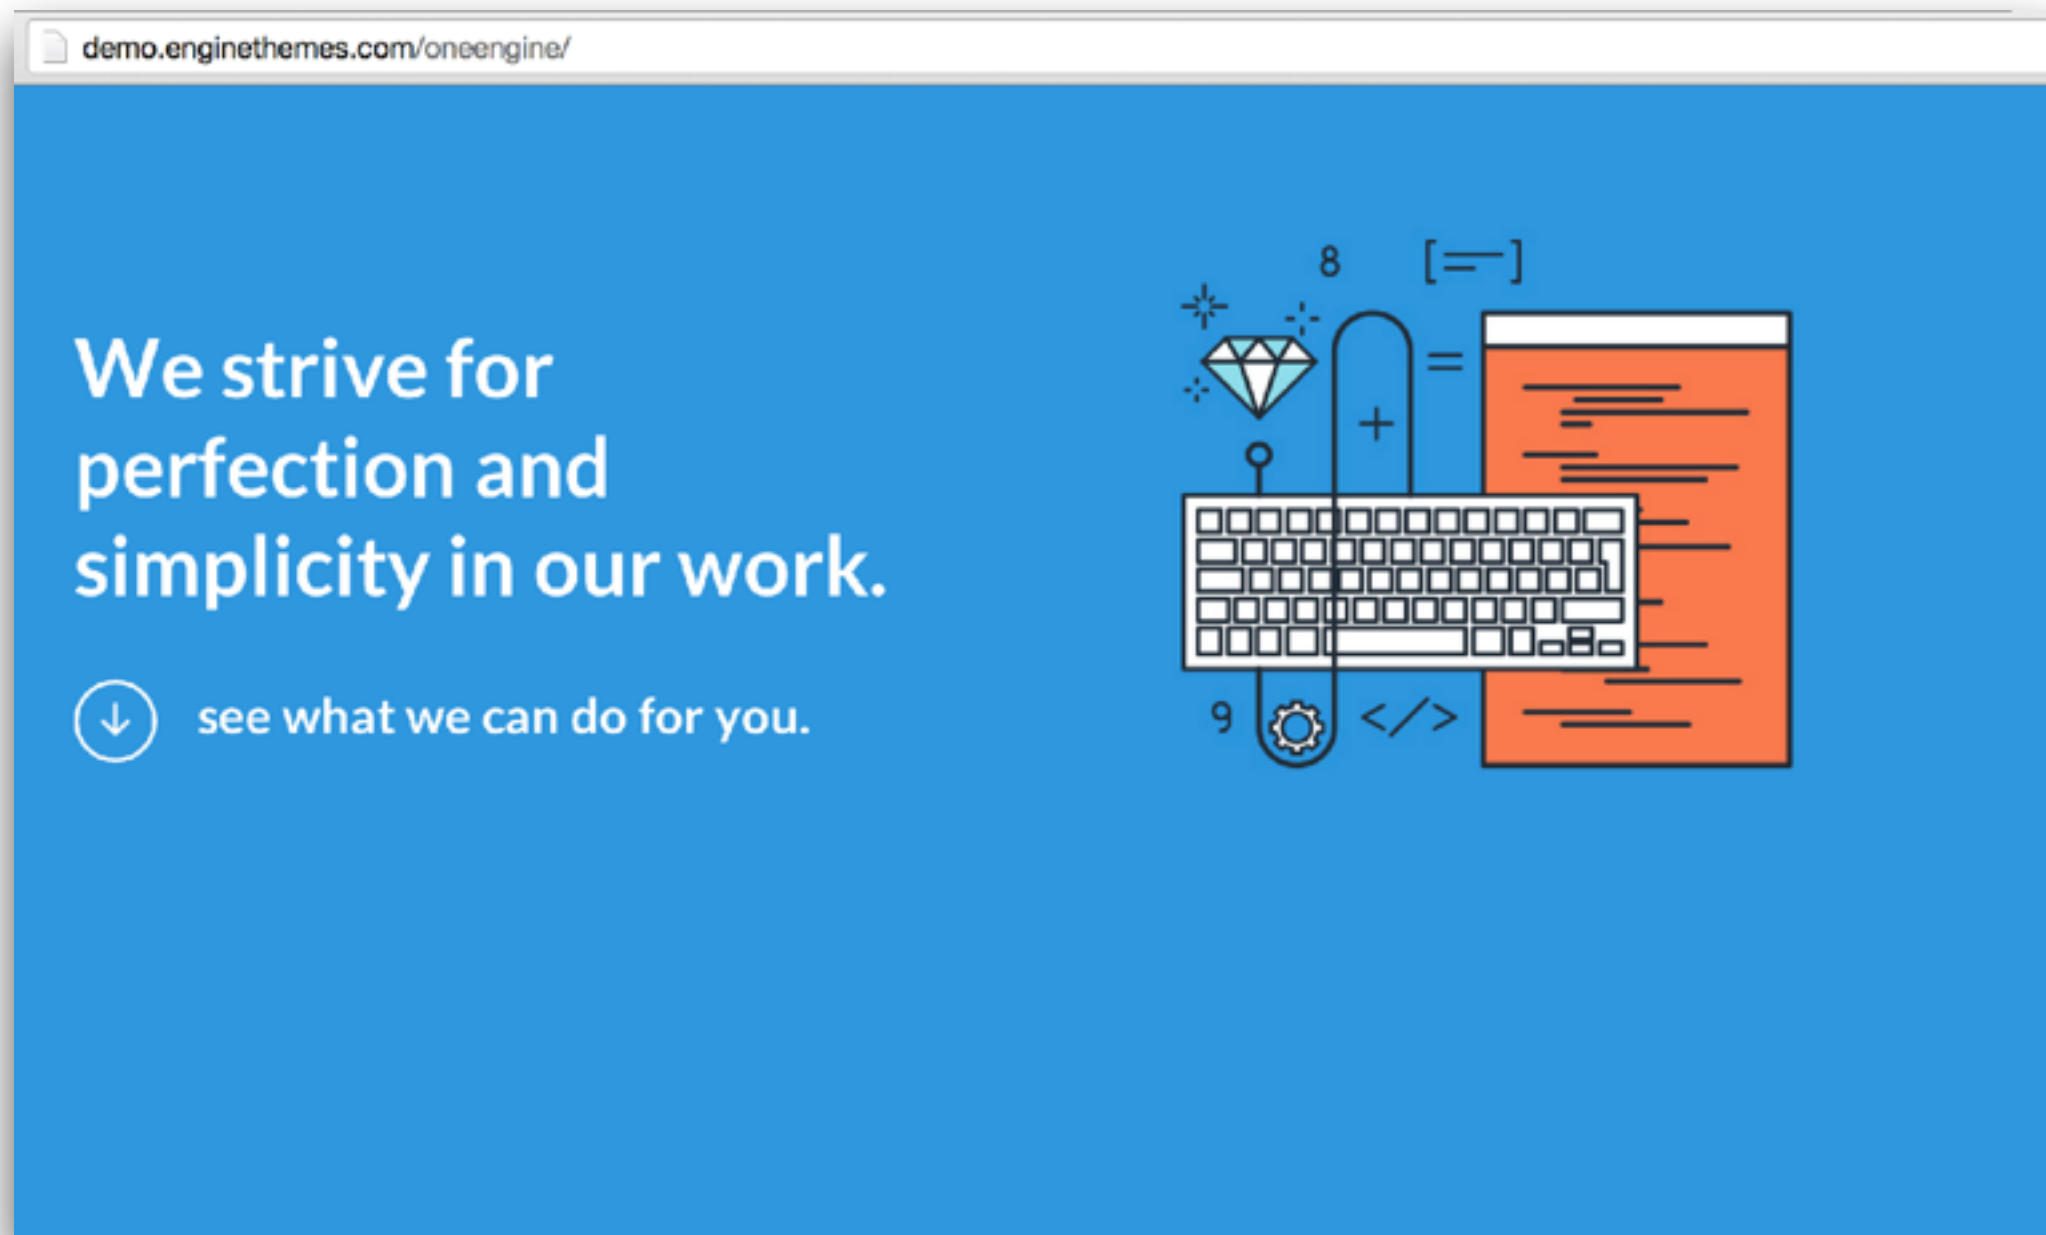 demo.enginethemes.com/oneengine/
8 [=-]
We strive for
perfection and
simplicity in our work.
=
+
see what we can do for you.
9 </>